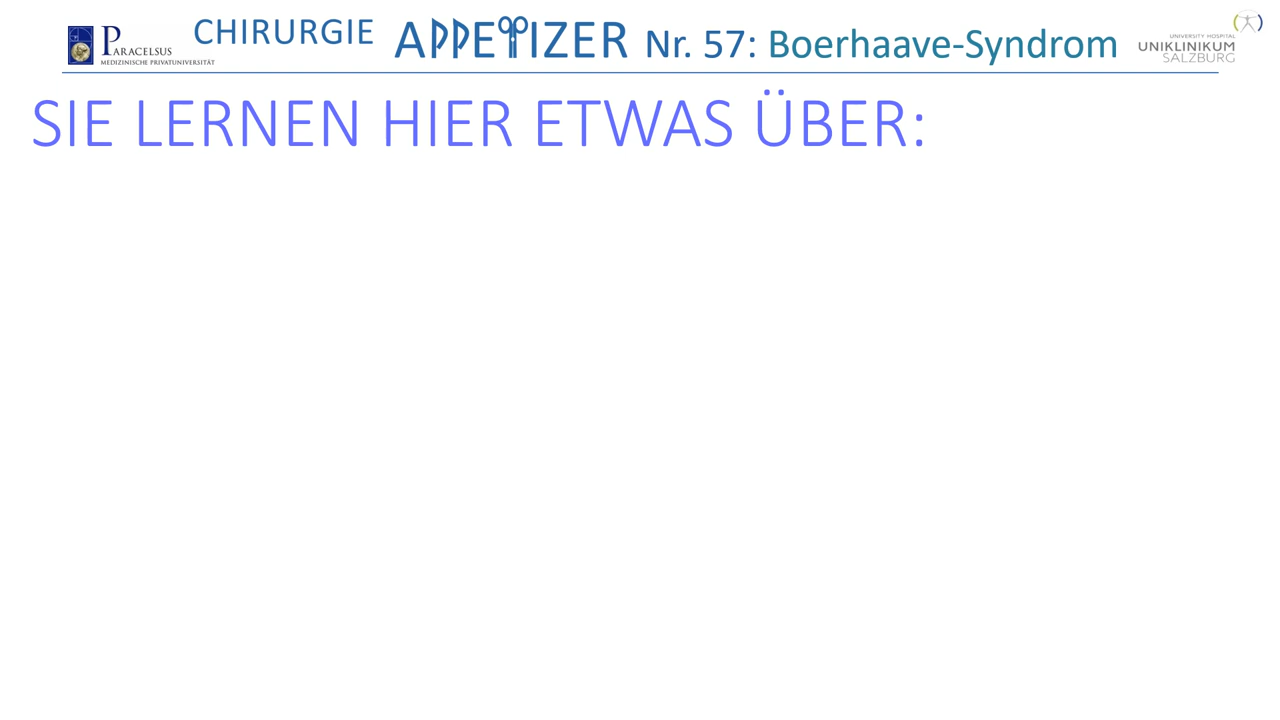 PARACELSUS
MEDIZINISCHE PRIVATUNIVERSITÄT
CHIRURGIE APPETIZER Nr. 57: Boerhaave-Syndrom
UNIVERSITY HOSPITAL
UNIKLINIKUM
SALZBURG
SIE LERNEN HIER ETWAS ÜBER: